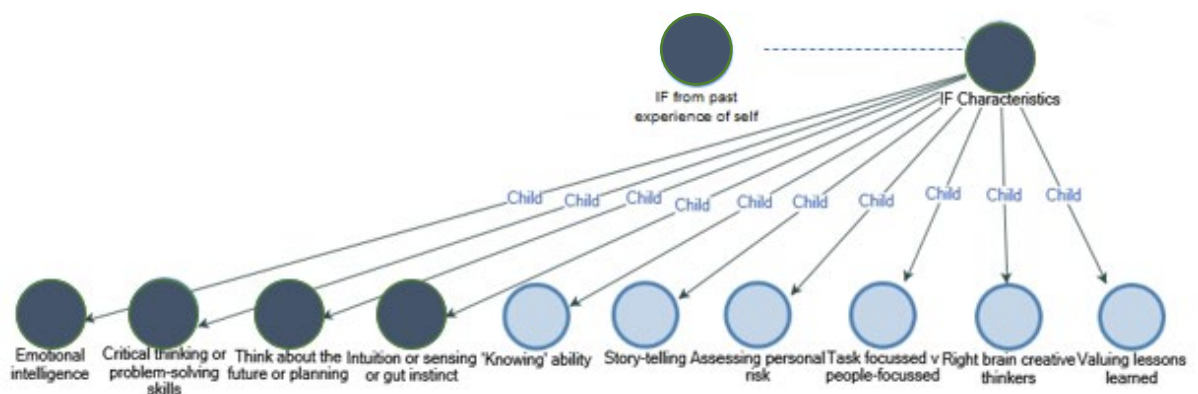 IF from past
experience of self
IF Characteristics
Child
Child
Child
Child
Child
Child
Child
Child
Child
Child
Emotional
intelligence
Critical thinking or
problem-solving
skills
Think about the
future or planning
Intuition or sensing
or gut instinct
'Knowing' ability
Story-telling
Assessing personal
risk
Task focussed v
people-focussed
Right brain creative
thinkers
Valuing lessons
learned